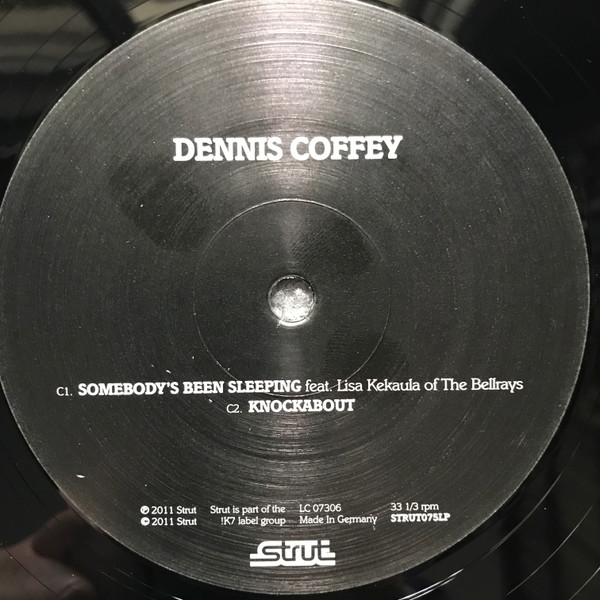 DENNIS COFFEY
C1. SOMEBODY'S BEEN SLEEPING feat. Lisa Kekaula of The Bellrays
C2. KNOCKABOUT
℗ 2011 Strut Strut is part of the LC 07306 33 1/3 rpm
© 2011 Strut !K7 label group Made In Germany STRUT075LP
Strut